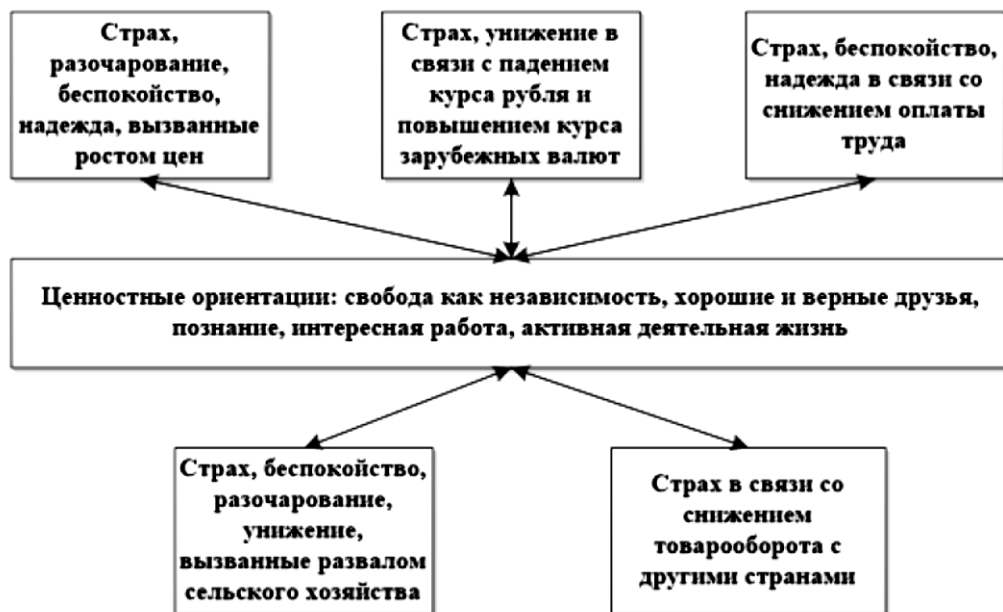 Страх,
разочарование,
беспокойство,
надежда, вызванные
ростом цен
Страх, унижение в
связи с падением
курса рубля и
повышением курса
зарубежных валют
Страх, беспокойство,
надежда в связи со
снижением оплаты
труда
Ценностные ориентации: свобода как независимость, хорошие и верные друзья,
познание, интересная работа, активная деятельная жизнь
Страх, беспокойство,
разочарование,
унижение,
вызванные развалом
сельского хозяйства
Страх в связи со
снижением
товарооборота с
другими странами